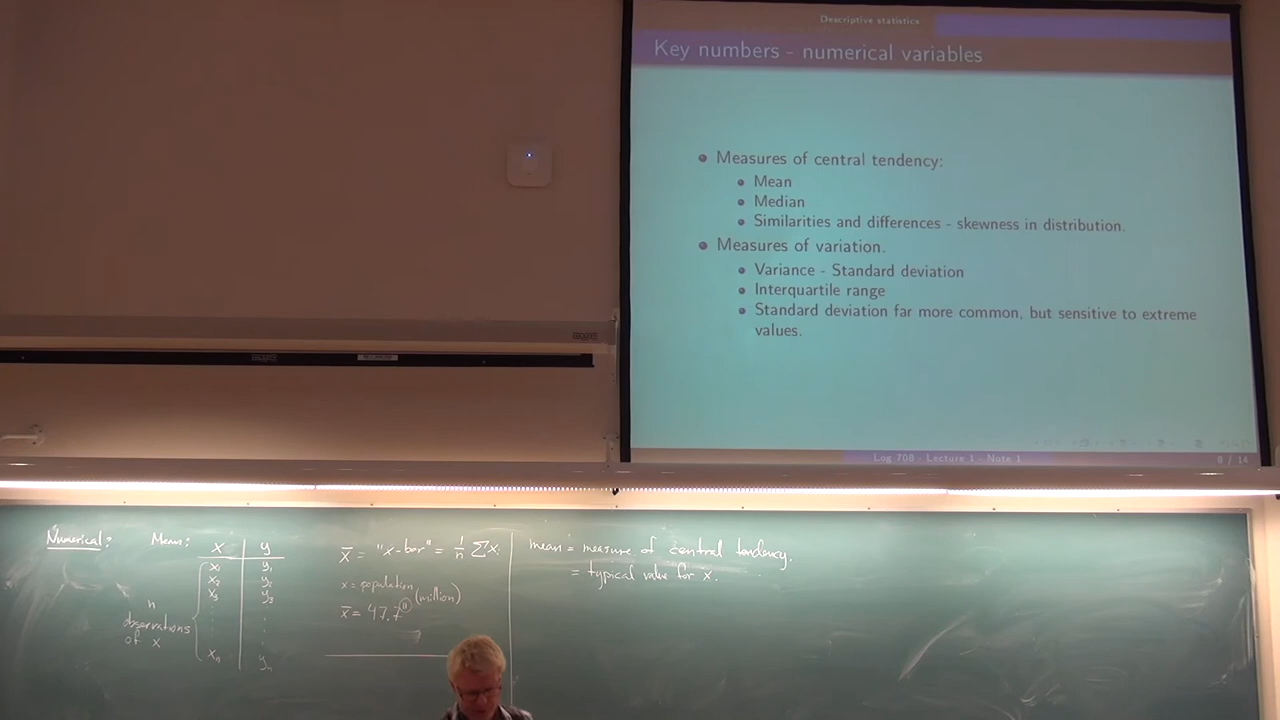 Descriptive statistics
Key numbers - numerical variables
Measures of central tendency:
Mean
Median
Similarities and differences - skewness in distribution.
Measures of variation.
Variance - Standard deviation
Interquartile range
Standard deviation far more common, but sensitive to extreme
values.
Log 708 - Lecture 1 - Note 1
8 / 14
Numerical:
Mean:
x y
x₁ y₁
x₂ y₂
x₃ y₃
xₙ yₙ
n
observations
of x
x̄ = "x-bar" = 1/n Σxᵢ
x = population
(million)
x̄ = 47.7
mean = measure of central tendency.
= typical value for x.